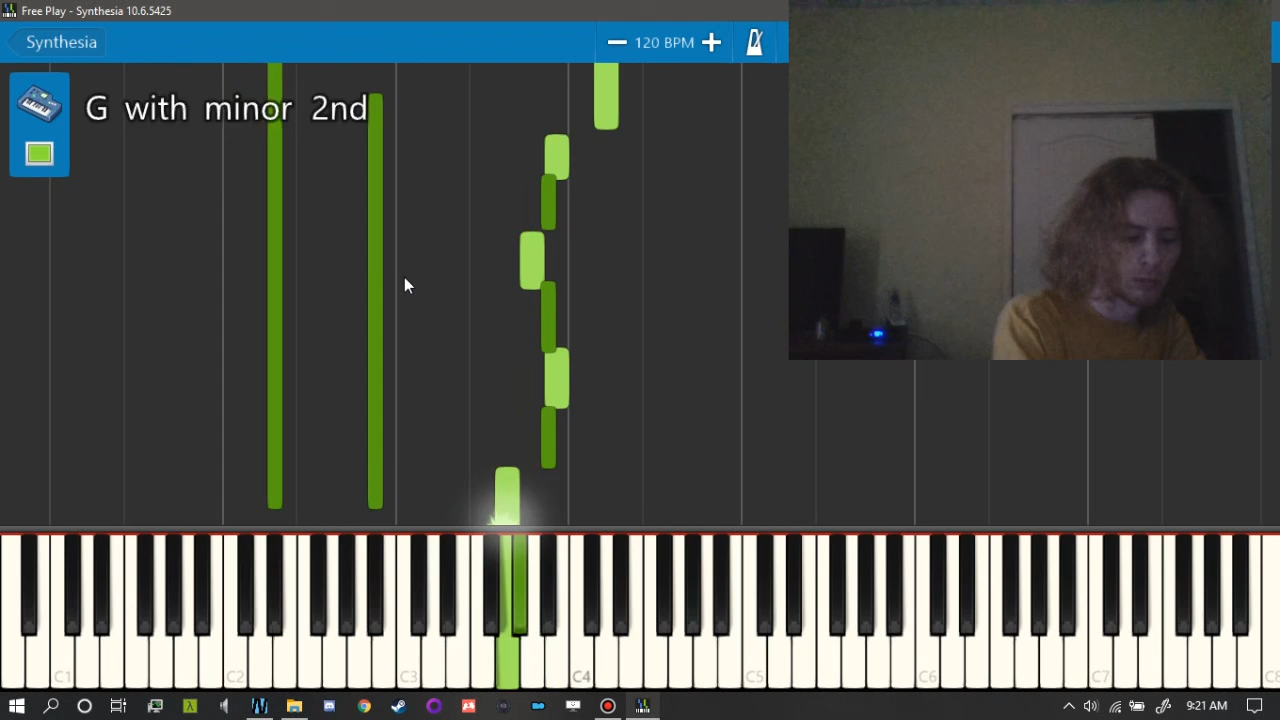 Free Play - Synthesia 10.6.5425
Synthesia
120 BPM
G with minor 2nd
C1
C2
C3
C4
C5
C6
C7
C8
9:21 AM